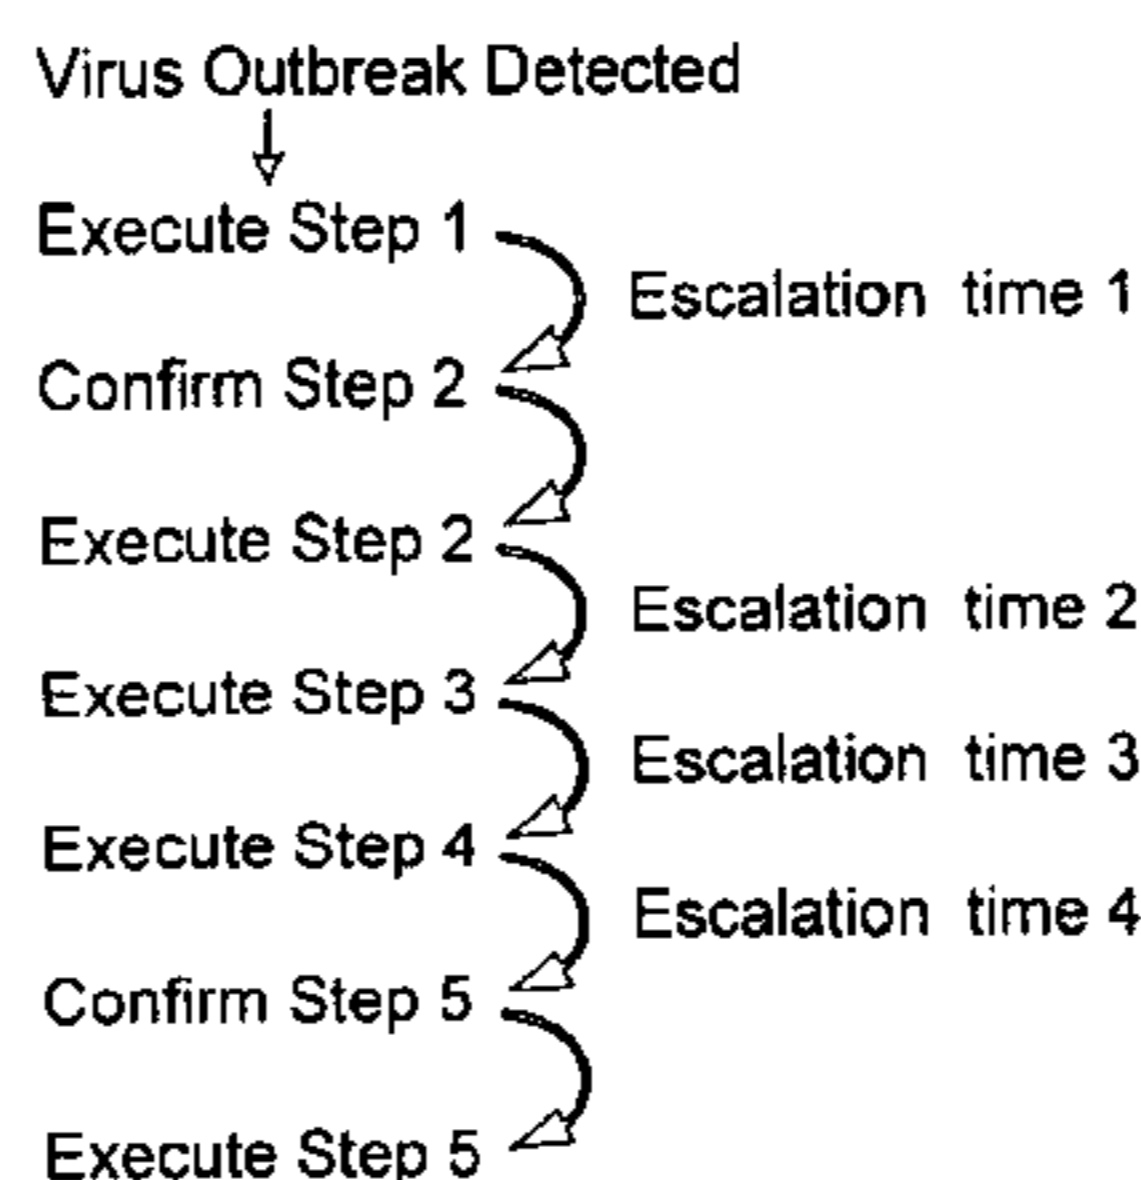 Virus Outbreak Detected
Execute Step 1
Escalation time 1
Confirm Step 2
Execute Step 2
Escalation time 2
Execute Step 3
Escalation time 3
Execute Step 4
Escalation time 4
Confirm Step 5
Execute Step 5